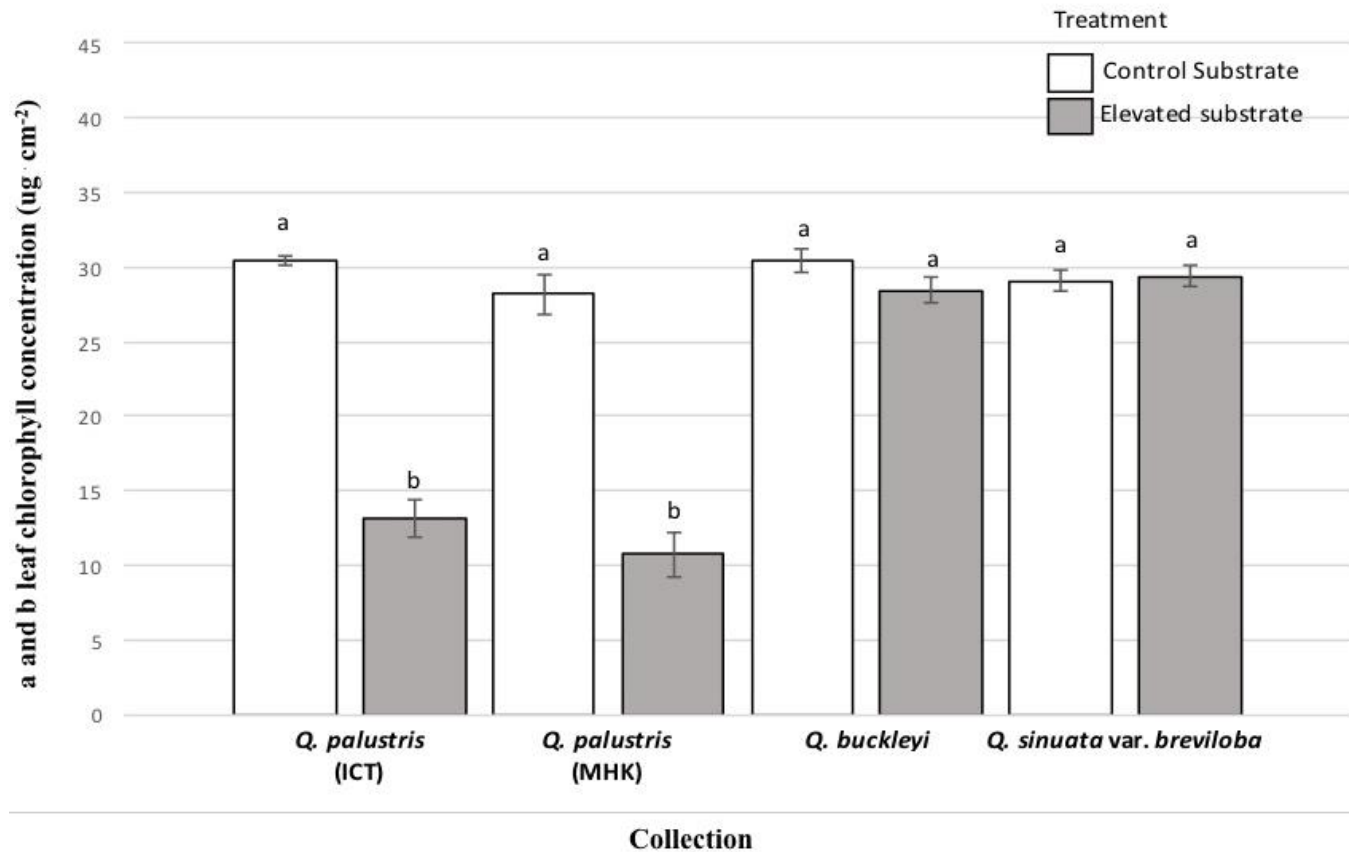 Treatment
Control Substrate
Elevated substrate
a and b leaf chlorophyll concentration (ug · cm⁻²)
45
40
35
30
25
20
15
10
5
0
a
b
a
b
a
a
a
a
Q. palustris
(ICT)
Q. palustris
(MHK)
Q. buckleyi
Q. sinuata var. breviloba
Collection